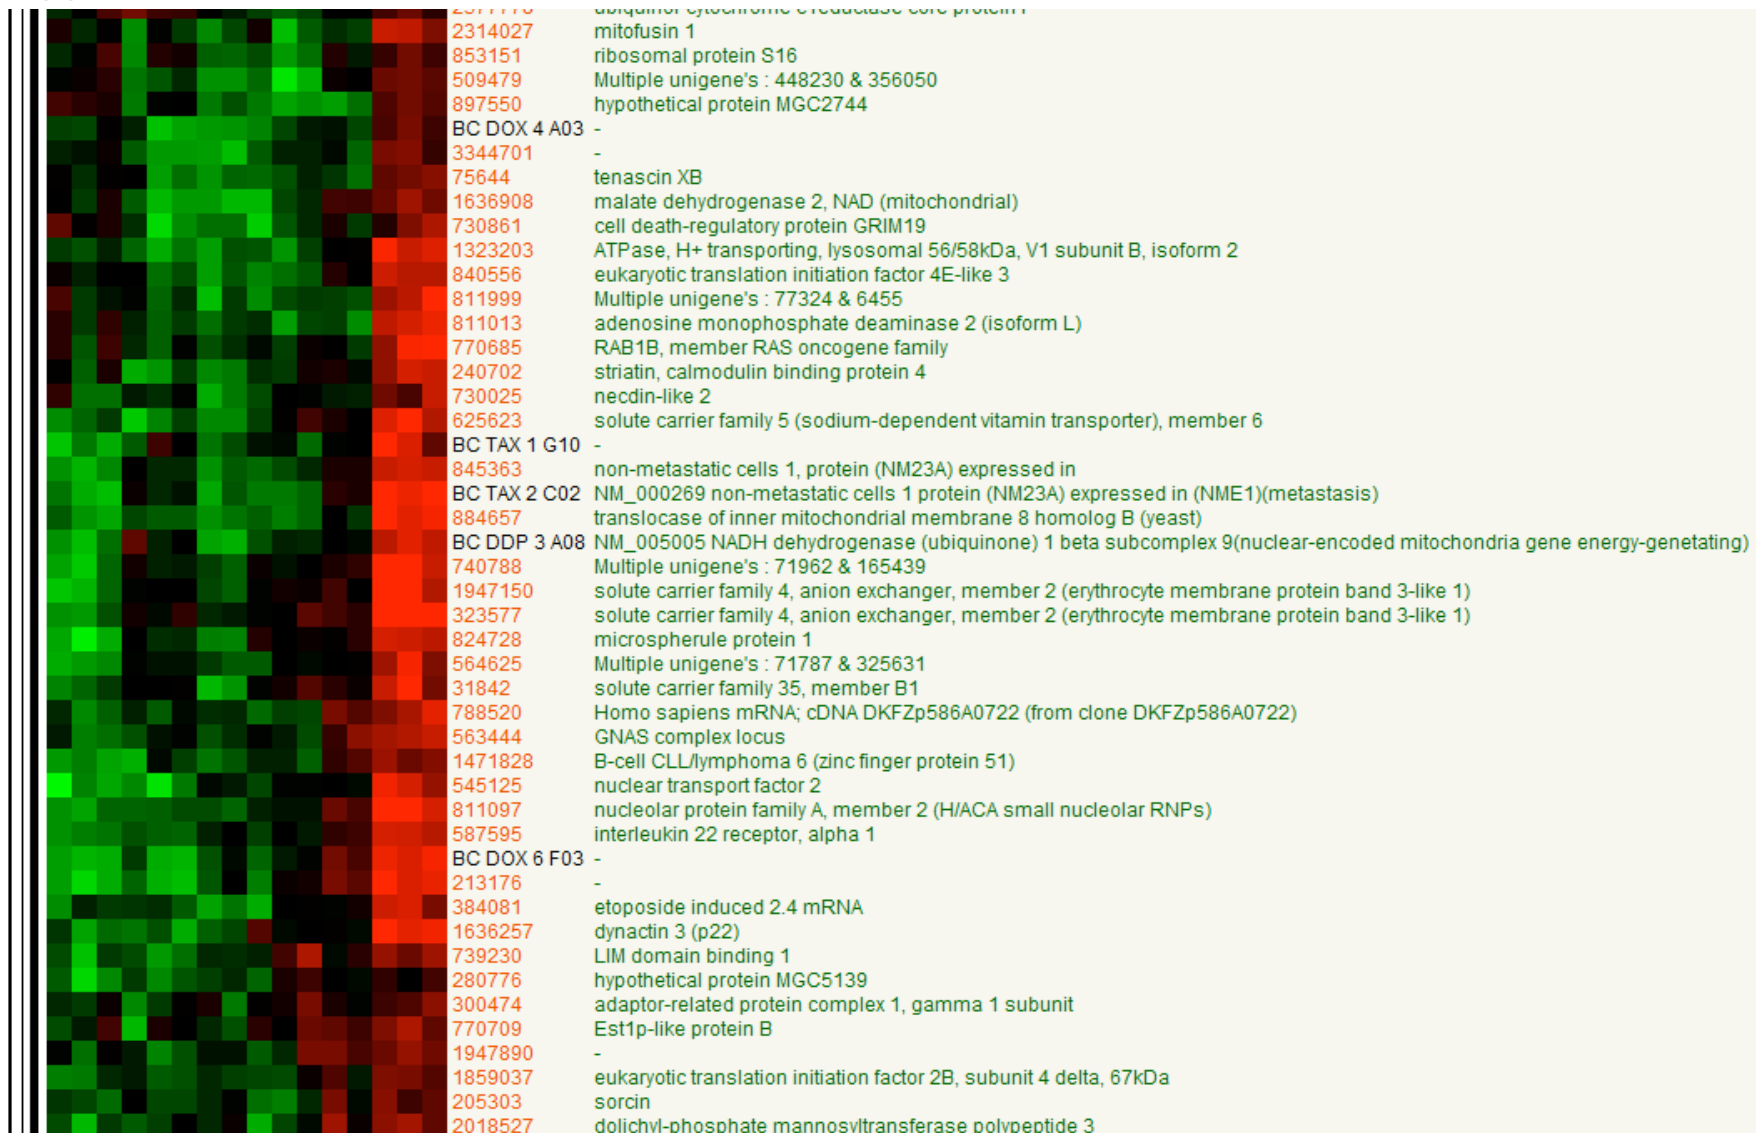 2377778 ubiquinol-cytochrome c reductase core protein I
2314027 mitofusin 1
853151 ribosomal protein S16
509479 Multiple unigene's : 448230 & 356050
897550 hypothetical protein MGC2744
BC DOX 4 A03 -
3344701 -
75644 tenascin XB
1636908 malate dehydrogenase 2, NAD (mitochondrial)
730861 cell death-regulatory protein GRIM19
1323203 ATPase, H+ transporting, lysosomal 56/58kDa, V1 subunit B, isoform 2
840556 eukaryotic translation initiation factor 4E-like 3
811999 Multiple unigene's : 77324 & 6455
811013 adenosine monophosphate deaminase 2 (isoform L)
770685 RAB1B, member RAS oncogene family
240702 striatin, calmodulin binding protein 4
730025 necdin-like 2
625623 solute carrier family 5 (sodium-dependent vitamin transporter), member 6
BC TAX 1 G10 -
845363 non-metastatic cells 1, protein (NM23A) expressed in
BC TAX 2 C02 NM_000269 non-metastatic cells 1 protein (NM23A) expressed in (NME1)(metastasis)
884657 translocase of inner mitochondrial membrane 8 homolog B (yeast)
BC DDP 3 A08 NM_005005 NADH dehydrogenase (ubiquinone) 1 beta subcomplex 9(nuclear-encoded mitochondria gene energy-genetating)
740788 Multiple unigene's : 71962 & 165439
1947150 solute carrier family 4, anion exchanger, member 2 (erythrocyte membrane protein band 3-like 1)
323577 solute carrier family 4, anion exchanger, member 2 (erythrocyte membrane protein band 3-like 1)
824728 microspherule protein 1
564625 Multiple unigene's : 71787 & 325631
31842 solute carrier family 35, member B1
788520 Homo sapiens mRNA; cDNA DKFZp586A0722 (from clone DKFZp586A0722)
563444 GNAS complex locus
1471828 B-cell CLL/lymphoma 6 (zinc finger protein 51)
545125 nuclear transport factor 2
811097 nucleolar protein family A, member 2 (H/ACA small nucleolar RNPs)
587595 interleukin 22 receptor, alpha 1
BC DOX 6 F03 -
213176 -
384081 etoposide induced 2.4 mRNA
1636257 dynactin 3 (p22)
739230 LIM domain binding 1
280776 hypothetical protein MGC5139
300474 adaptor-related protein complex 1, gamma 1 subunit
770709 Est1p-like protein B
1947890 -
1859037 eukaryotic translation initiation factor 2B, subunit 4 delta, 67kDa
205303 sorcin
2018527 dolichyl-phosphate mannosyltransferase polypeptide 3